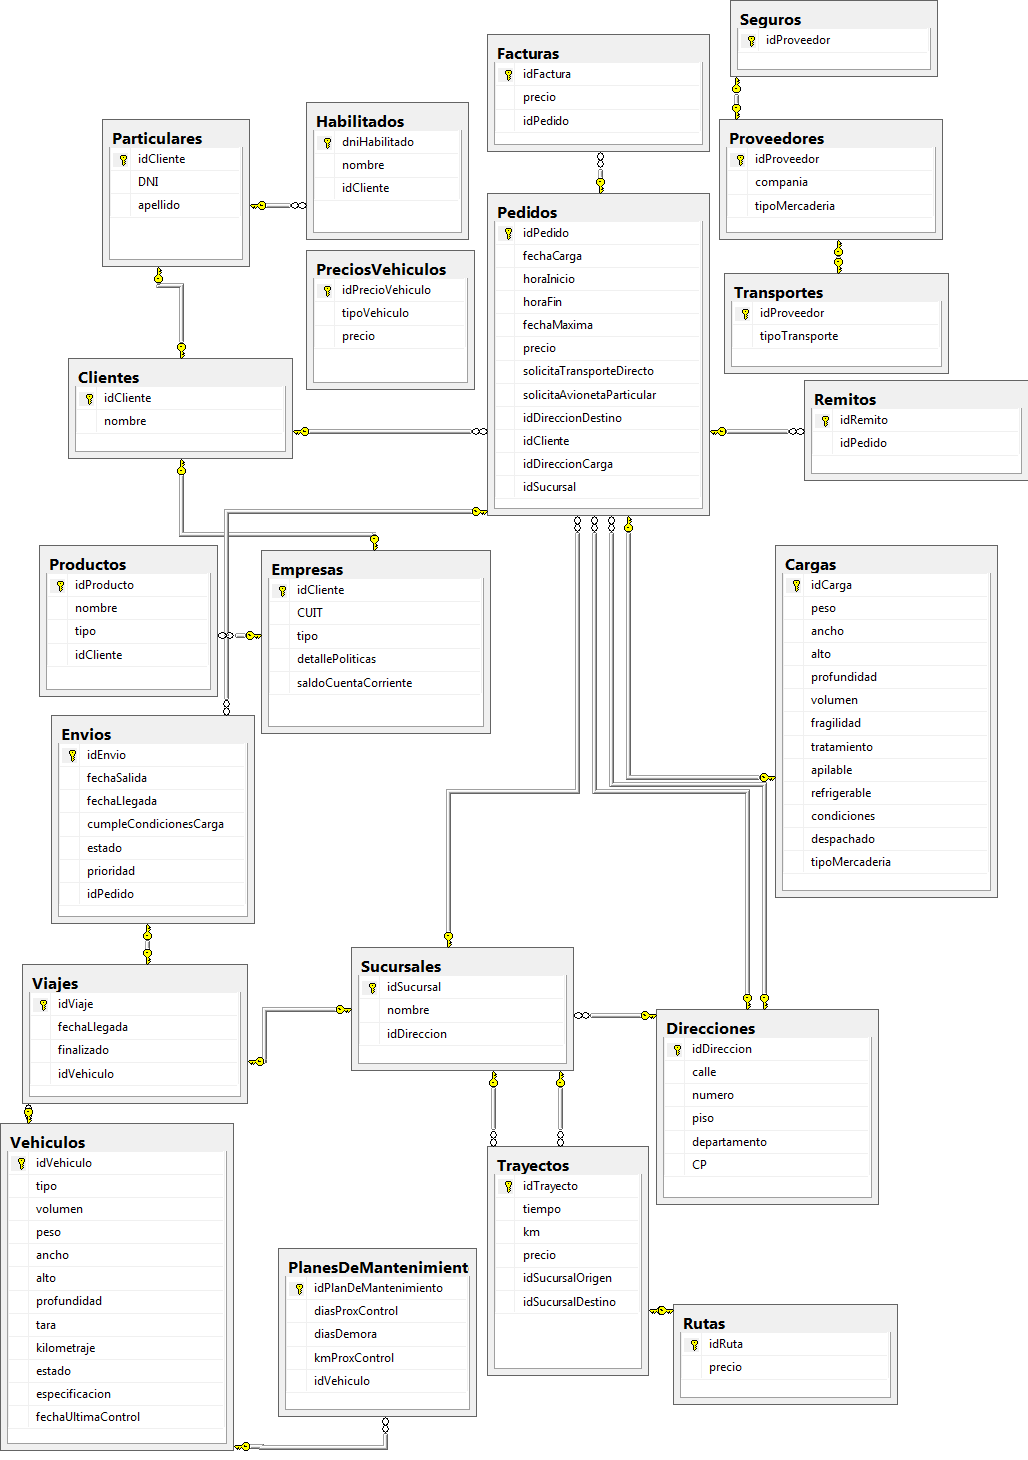 Seguros
idProveedor
Facturas
idFactura
precio
idPedido
Habilitados
dniHabilitado
nombre
idCliente
Particulares
idCliente
DNI
apellido
Proveedores
idProveedor
compania
tipoMercaderia
Pedidos
idPedido
fechaCarga
horaInicio
horaFin
fechaMaxima
precio
solicitaTransporteDirecto
solicitaAvionetaParticular
idDireccionDestino
idCliente
idDireccionCarga
idSucursal
PreciosVehiculos
idPrecioVehiculo
tipoVehiculo
precio
Transportes
idProveedor
tipoTransporte
Clientes
idCliente
nombre
Remitos
idRemito
idPedido
Productos
idProducto
nombre
tipo
idCliente
Empresas
idCliente
CUIT
tipo
detallePoliticas
saldoCuentaCorriente
Cargas
idCarga
peso
ancho
alto
profundidad
volumen
fragilidad
tratamiento
apilable
refrigerable
condiciones
despachado
tipoMercaderia
Envios
idEnvio
fechaSalida
fechaLlegada
cumpleCondicionesCarga
estado
prioridad
idPedido
Viajes
idViaje
fechaLlegada
finalizado
idVehiculo
Sucursales
idSucursal
nombre
idDireccion
Direcciones
idDireccion
calle
numero
piso
departamento
CP
Vehiculos
idVehiculo
tipo
volumen
peso
ancho
alto
profundidad
tara
kilometraje
estado
especificacion
fechaUltimaControl
Trayectos
idTrayecto
tiempo
km
precio
idSucursalOrigen
idSucursalDestino
PlanesDeMantenimient
idPlanDeMantenimiento
diasProxControl
diasDemora
kmProxControl
idVehiculo
Rutas
idRuta
precio